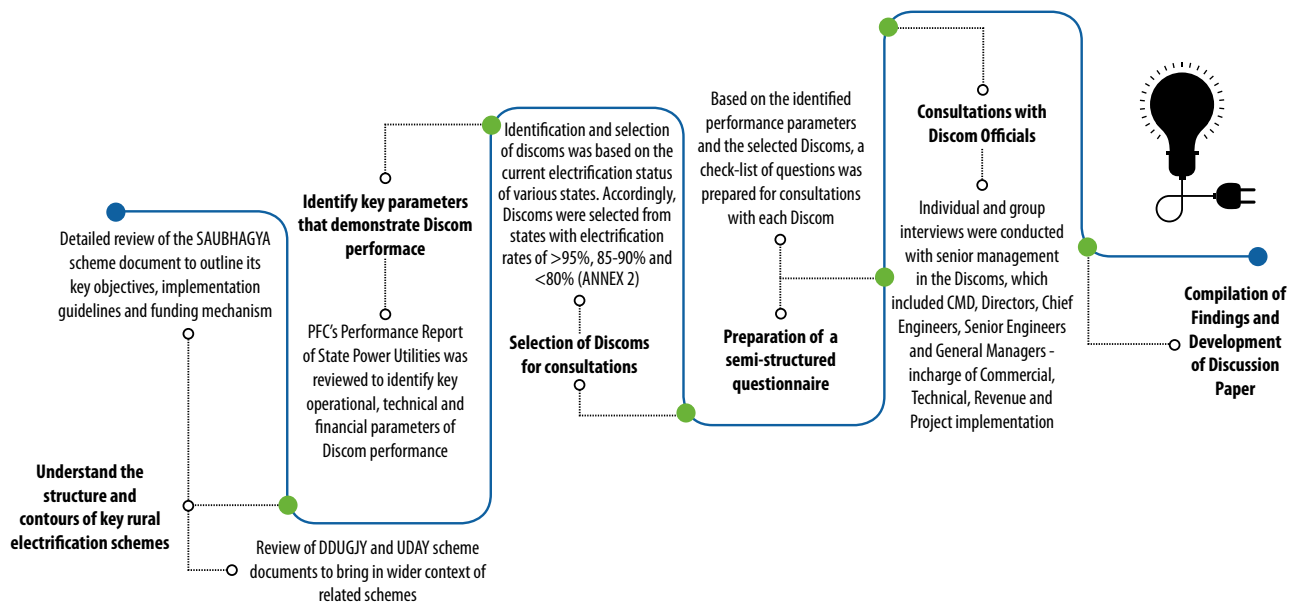 Detailed review of the SAUBHAGYA
scheme document to outline its
key objectives, implementation
guidelines and funding mechanism
Understand the
structure and
contours of key rural
electrification schemes
Review of DDUGJY and UDAY scheme
documents to bring in wider context of
related schemes
Identify key parameters
that demonstrate Discom
performace
PFC's Performance Report
of State Power Utilities was
reviewed to identify key
operational, technical and
financial parameters of
Discom performance
Identification and selection
of discoms was based on the
current electrification status
of various states. Accordingly,
Discoms were selected from
states with electrification
rates of >95%, 85-90% and
<80% (ANNEX 2)
Selection of Discoms
for consultations
Based on the identified
performance parameters
and the selected Discoms, a
check-list of questions was
prepared for consultations
with each Discom
Preparation of a
semi-structured
questionnaire
Consultations with
Discom Officials
Individual and group
interviews were conducted
with senior management
in the Discoms, which
included CMD, Directors, Chief
Engineers, Senior Engineers
and General Managers -
incharge of Commercial,
Technical, Revenue and
Project implementation
Compilation of
Findings and
Development
of Discussion
Paper